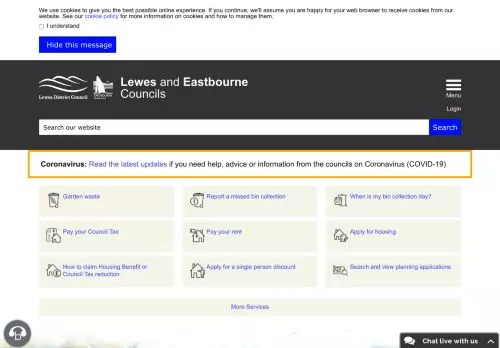 We use cookies to give you the best possible online experience. If you continue, we'll assume you are happy for your web browser to receive cookies from our
website. See our cookie policy for more information on cookies and how to manage them.
I understand
Hide this message
Lewes District Council
Lewes and Eastbourne
Councils
Menu
Login
Search our website
Search
Coronavirus: Read the latest updates if you need help, advice or information from the councils on Coronavirus (COVID-19)
Garden waste
Report a missed bin collection
When is my bin collection day?
Pay your Council Tax
Pay your rent
Apply for housing
How to claim Housing Benefit or
Council Tax reduction
Apply for a single person discount
Search and view planning applications
More Services
Chat live with us